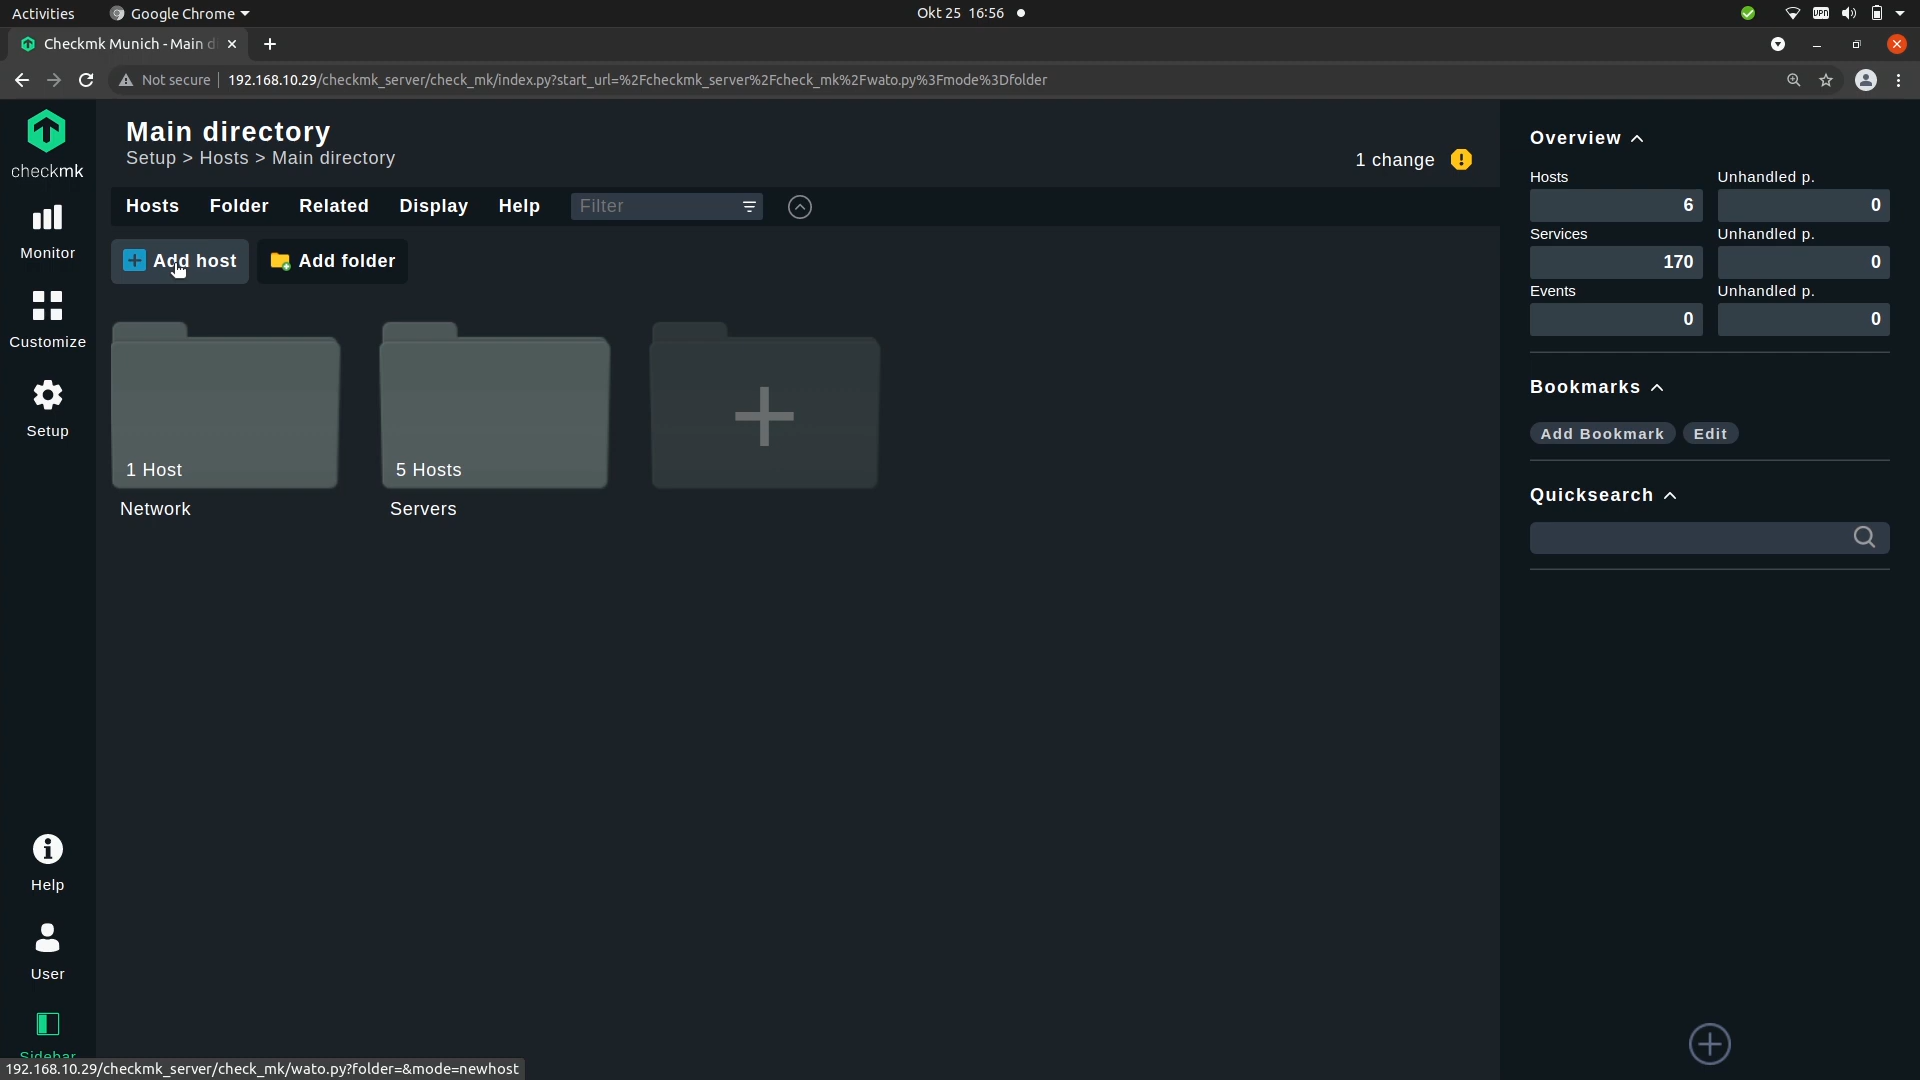 Activities
Google Chrome
Okt 25 16:56
VPN
Checkmk Munich - Main d
Not secure
192.168.10.29/checkmk_server/check_mk/index.py?start_url=%2Fcheckmk_server%2Fcheck_mk%2Fwato.py%3Fmode%3Dfolder
checkmk
Monitor
Customize
Setup
Help
User
Sidebar
Main directory
Setup > Hosts > Main directory
1 change
Hosts
Folder
Related
Display
Help
Filter
Add host
Add folder
1 Host
Network
5 Hosts
Servers
Overview
Hosts
Unhandled p.
6
0
Services
Unhandled p.
170
0
Events
Unhandled p.
0
0
Bookmarks
Add Bookmark
Edit
Quicksearch
192.168.10.29/checkmk_server/check_mk/wato.py?folder=&mode=newhost